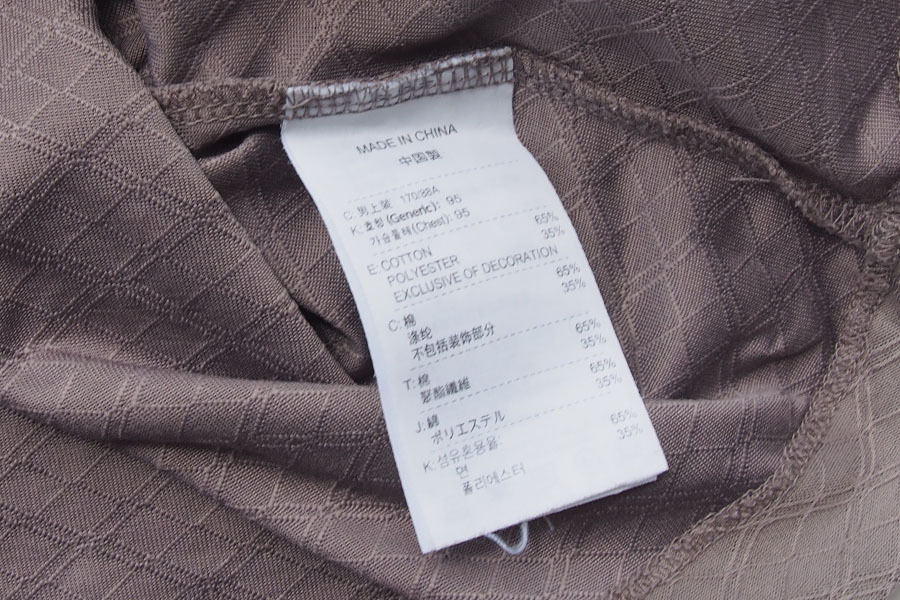 MADE IN CHINA
中国製
C: 男上装 170/88A
K: 호칭 (Generic): 95
가슴둘레(Chest): 95
E: COTTON 65%
POLYESTER 35%
EXCLUSIVE OF DECORATION
C: 棉 65%
涤纶 35%
不包括装饰部分
T: 棉 65%
聚脂纖維 35%
J: 綿 65%
ポリエステル 35%
K: 섬유혼용율
면 65%
폴리에스터 35%